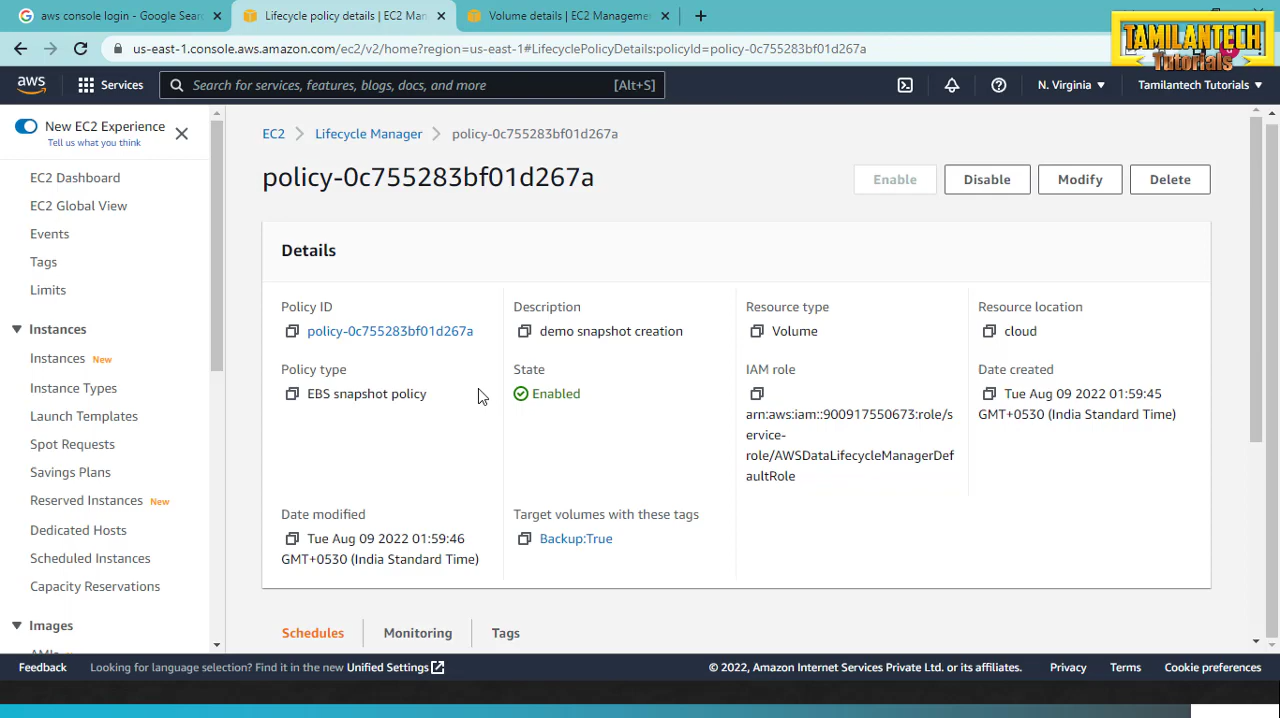 aws console login - Google Sear
Lifecycle policy details | EC2 Man
Volume details | EC2 Manageme
us-east-1.console.aws.amazon.com/ec2/v2/home?region=us-east-1#LifecyclePolicyDetails:policyId=policy-0c755283bf01d267a
TAMILANTECH
Tutorials
aws
Services
Search for services, features, blogs, docs, and more
[Alt+S]
N. Virginia
Tamilantech Tutorials
New EC2 Experience
Tell us what you think
EC2 Dashboard
EC2 Global View
Events
Tags
Limits
Instances
Instances New
Instance Types
Launch Templates
Spot Requests
Savings Plans
Reserved Instances New
Dedicated Hosts
Scheduled Instances
Capacity Reservations
Images
EC2
Lifecycle Manager
policy-0c755283bf01d267a
policy-0c755283bf01d267a
Enable
Disable
Modify
Delete
Details
Policy ID
policy-0c755283bf01d267a
Description
demo snapshot creation
Resource type
Volume
Resource location
cloud
Policy type
EBS snapshot policy
State
Enabled
IAM role
arn:aws:iam::900917550673:role/s
ervice-
role/AWSDataLifecycleManagerDef
aultRole
Date created
Tue Aug 09 2022 01:59:45
GMT+0530 (India Standard Time)
Date modified
Tue Aug 09 2022 01:59:46
GMT+0530 (India Standard Time)
Target volumes with these tags
Backup:True
Schedules
Monitoring
Tags
Feedback
Looking for language selection? Find it in the new Unified Settings
© 2022, Amazon Internet Services Private Ltd. or its affiliates.
Privacy
Terms
Cookie preferences